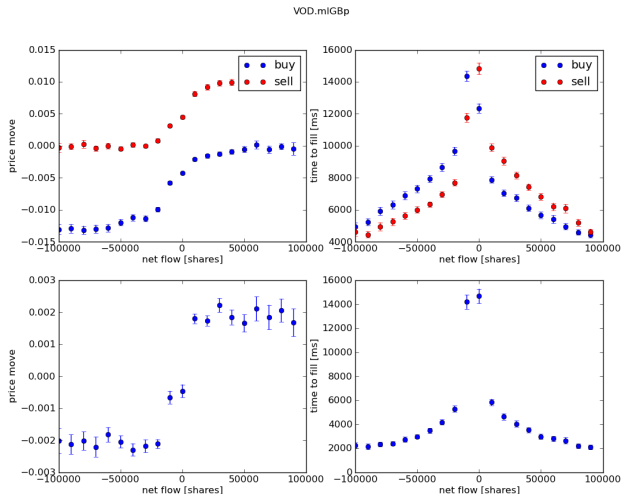 VOD.mIGBp
0.015
0.010
0.005
0.000
−0.005
−0.010
−0.015
price move
−100000 −50000 0 50000 100000
net flow [shares]
buy
sell
16000
14000
12000
10000
8000
6000
4000
time to fill [ms]
−100000 −50000 0 50000 100000
net flow [shares]
buy
sell
0.003
0.002
0.001
0.000
−0.001
−0.002
−0.003
price move
−100000 −50000 0 50000 100000
net flow [shares]
16000
14000
12000
10000
8000
6000
4000
2000
0
time to fill [ms]
−100000 −50000 0 50000 100000
net flow [shares]